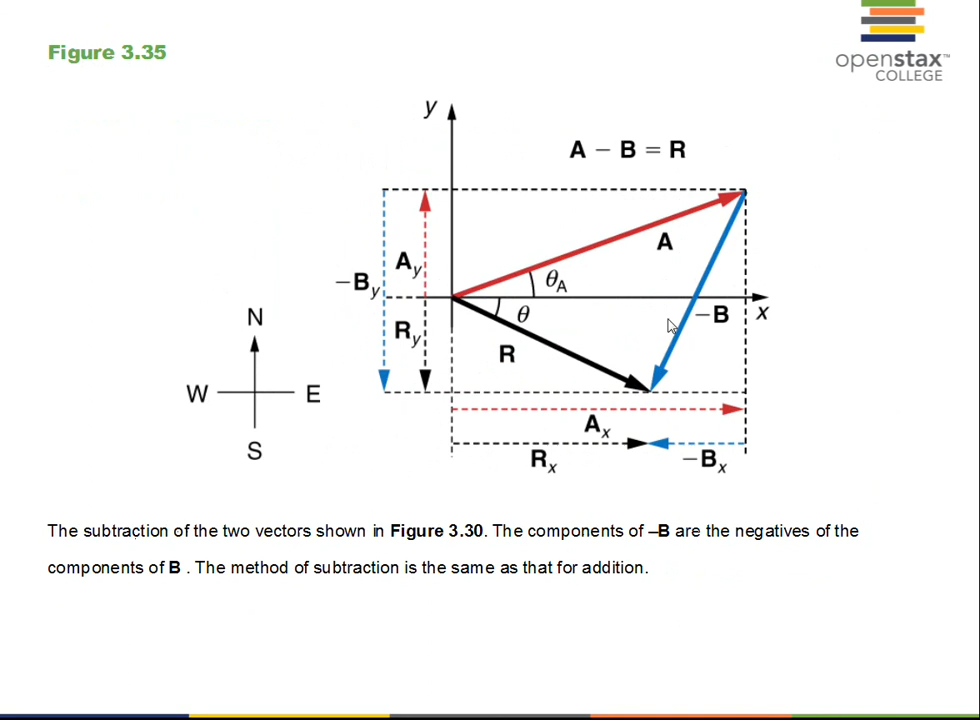 Figure 3.35
openstax™
COLLEGE
y
A − B = R
A
A_y
θ_A
−B_y
θ
−B
x
N
R_y
R
W
E
A_x
S
R_x
−B_x
The subtraction of the two vectors shown in Figure 3.30. The components of –B are the negatives of the
components of B . The method of subtraction is the same as that for addition.